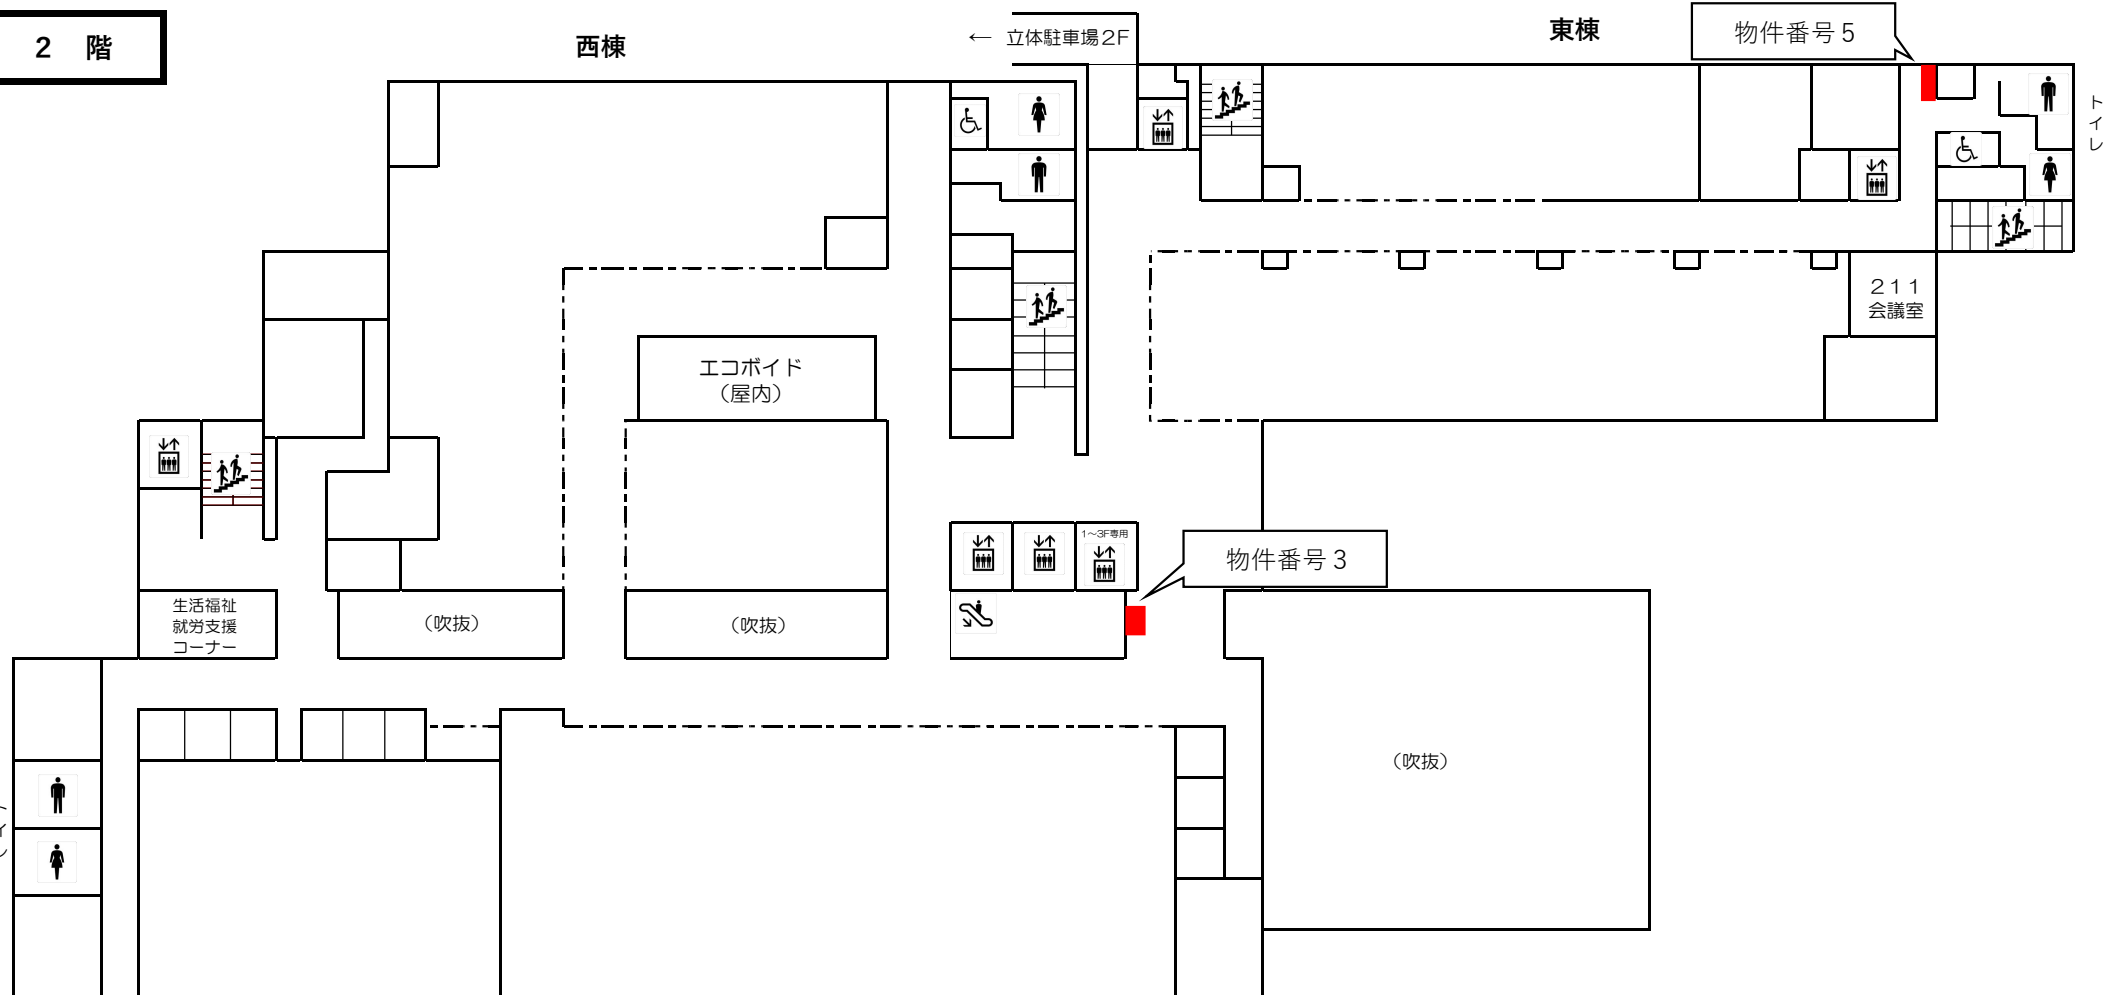 ２　階
西棟
← 立体駐車場２Ｆ
東棟
物件番号５
トイレ
２１１
会議室
エコボイド
（屋内）
1～3F専用
物件番号３
生活福祉
就労支援
コーナー
（吹抜）
（吹抜）
（吹抜）
トイレ